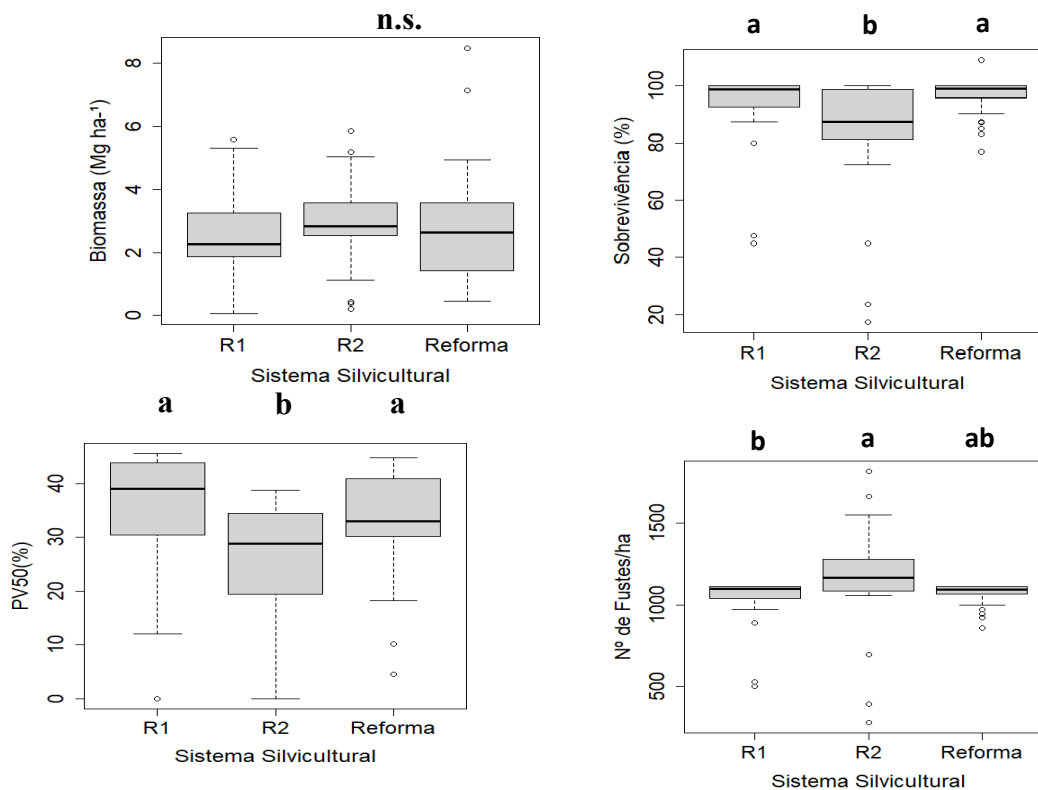 n.s.
Biomassa (Mg ha-¹)
8
6
4
2
0
R1 R2 Reforma
Sistema Silvicultural
a b a
Sobrevivência (%)
100
80
60
40
20
R1 R2 Reforma
Sistema Silvicultural
a b a
PV50(%)
40
30
20
10
0
R1 R2 Reforma
Sistema Silvicultural
b a ab
Nº de Fustes/ha
1500
1000
500
R1 R2 Reforma
Sistema Silvicultural